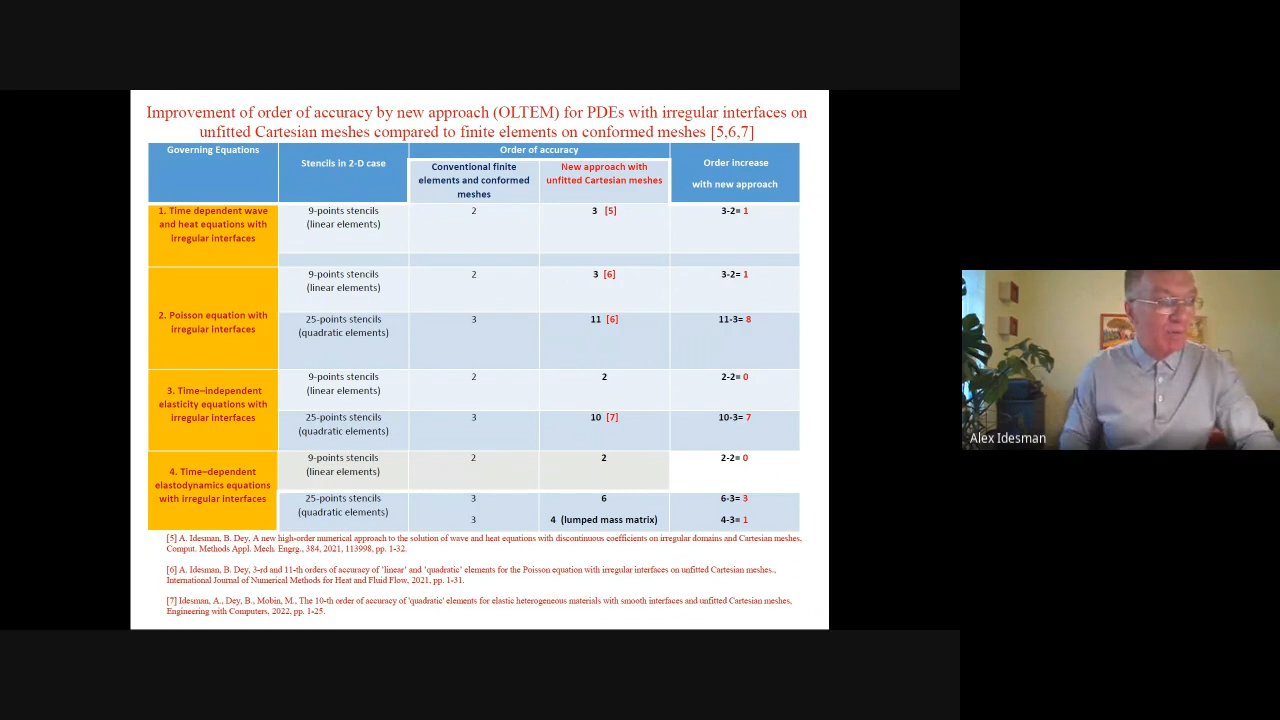 Improvement of order of accuracy by new approach (OLTEM) for PDEs with irregular interfaces on
unfitted Cartesian meshes compared to finite elements on conformed meshes [5,6,7]
Governing Equations
Stencils in 2-D case
Order of accuracy
Order increase
with new approach
Conventional finite
elements and conformed
meshes
New approach with
unfitted Cartesian meshes
1. Time dependent wave
and heat equations with
irregular interfaces
9-points stencils
(linear elements)
2
3 [5]
3-2= 1
2. Poisson equation with
irregular interfaces
9-points stencils
(linear elements)
2
3 [6]
3-2= 1
25-points stencils
(quadratic elements)
3
11 [6]
11-3= 8
3. Time–independent
elasticity equations with
irregular interfaces
9-points stencils
(linear elements)
2
2
2-2= 0
25-points stencils
(quadratic elements)
3
10 [7]
10-3= 7
4. Time–dependent
elastodynamics equations
with irregular interfaces
9-points stencils
(linear elements)
2
2
2-2= 0
25-points stencils
(quadratic elements)
3
6
6-3= 3
3
4 (lumped mass matrix)
4-3= 1
[5] A. Idesman, B. Dey, A new high-order numerical approach to the solution of wave and heat equations with discontinuous coefficients on irregular domains and Cartesian meshes,
Comput. Methods Appl. Mech. Engrg., 384, 2021, 113998, pp. 1-32.
[6] A. Idesman, B. Dey, 3-rd and 11-th orders of accuracy of 'linear' and 'quadratic' elements for the Poisson equation with irregular interfaces on unfitted Cartesian meshes.,
International Journal of Numerical Methods for Heat and Fluid Flow, 2021, pp. 1-31.
[7] Idesman, A., Dey, B., Mobin, M., The 10-th order of accuracy of 'quadratic' elements for elastic heterogeneous materials with smooth interfaces and unfitted Cartesian meshes,
Engineering with Computers, 2022, pp. 1-25.
Alex Idesman